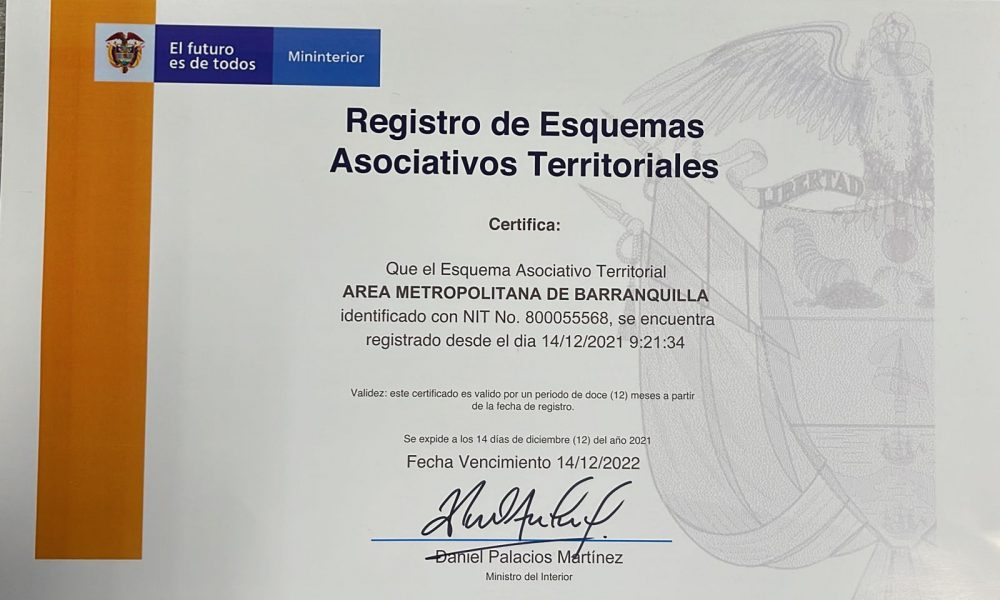 El futuro
es de todos
Mininterior
Registro de Esquemas
Asociativos Territoriales
LIBERTAD
Certifica:
Que el Esquema Asociativo Territorial
AREA METROPOLITANA DE BARRANQUILLA
identificado con NIT No. 800055568, se encuentra
registrado desde el dia 14/12/2021 9:21:34
Validez: este certificado es valido por un periodo de doce (12) meses a partir
de la fecha de registro.
Se expide a los 14 días de diciembre (12) del año 2021
Fecha Vencimiento 14/12/2022
Daniel Palacios Martínez
Ministro del Interior